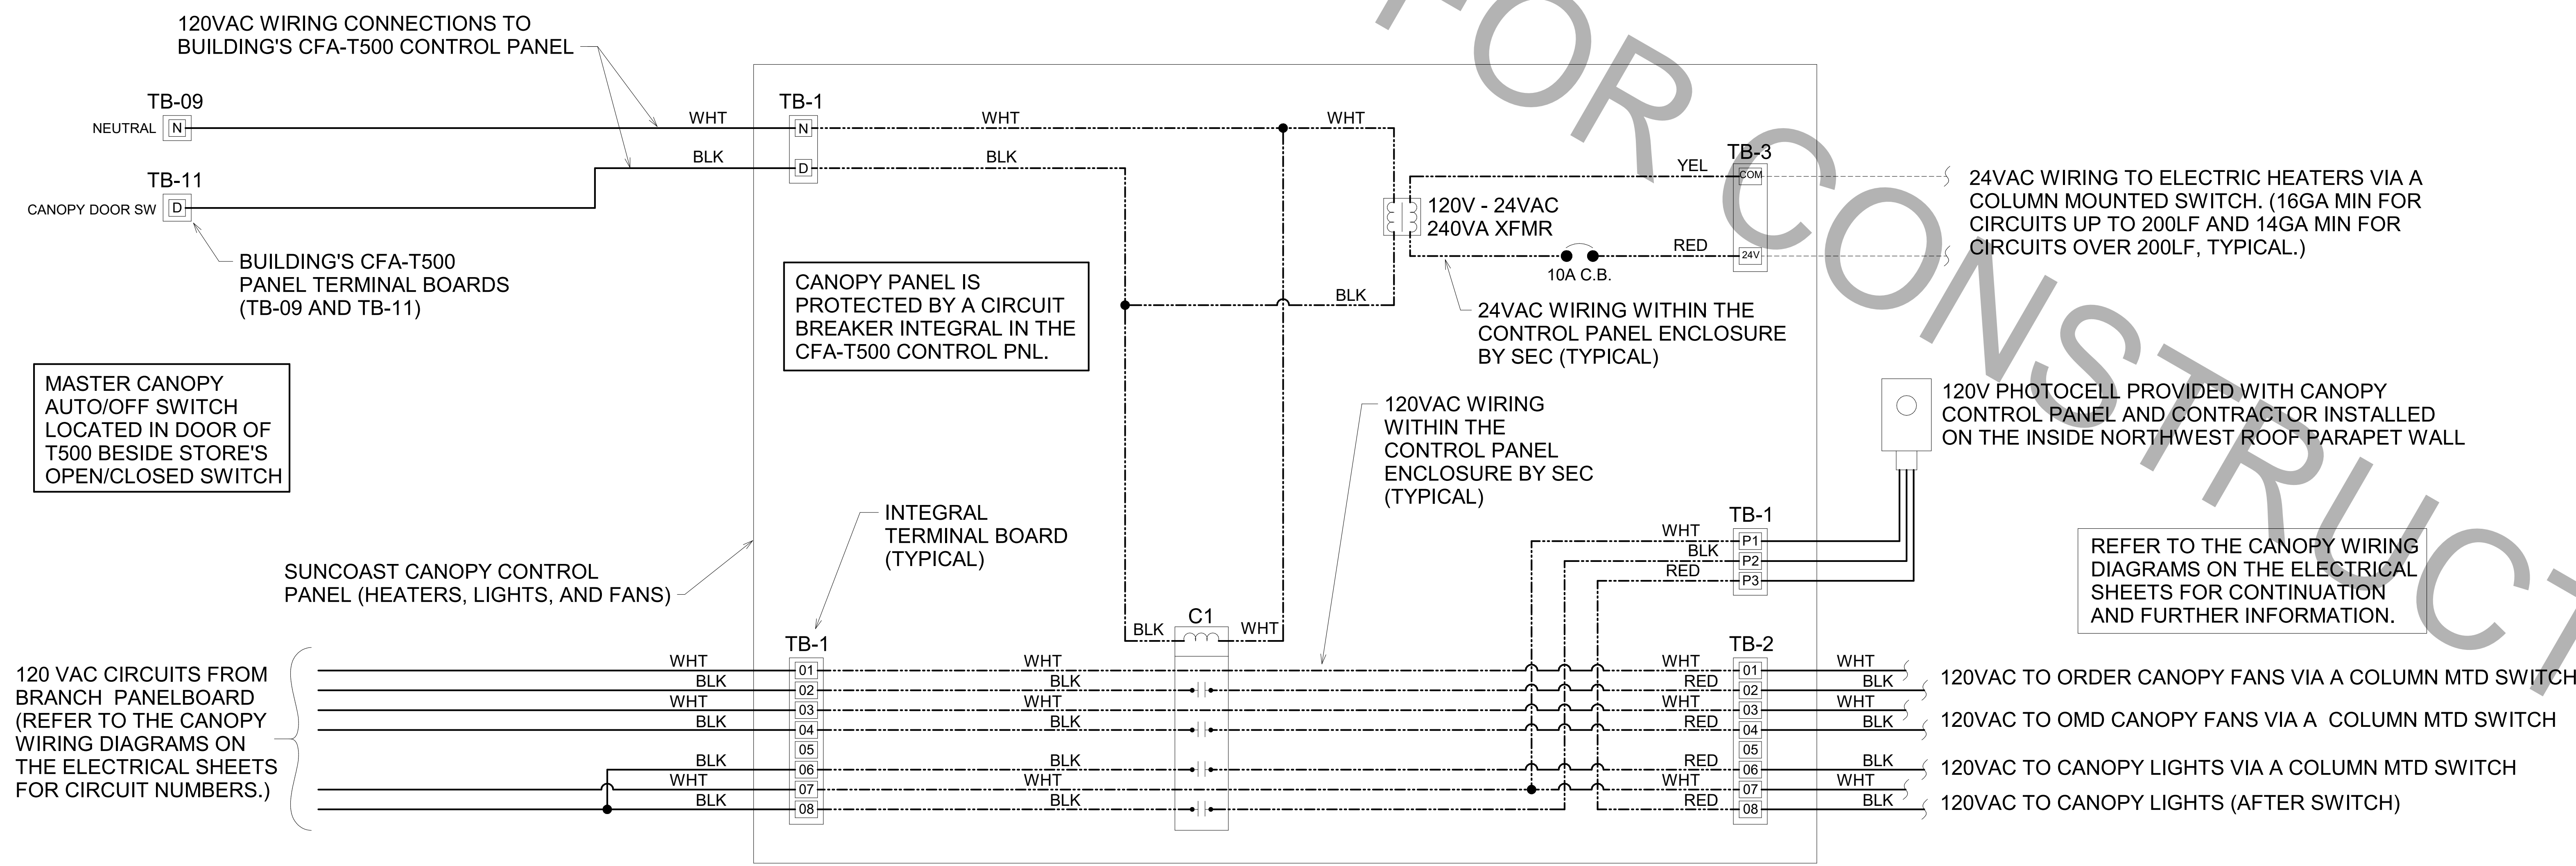 120VAC WIRING CONNECTIONS TO
BUILDING'S CFA-T500 CONTROL PANEL
TB-09
NEUTRAL N
WHT
TB-11
CANOPY DOOR SW D
BLK
BUILDING'S CFA-T500
PANEL TERMINAL BOARDS
(TB-09 AND TB-11)
MASTER CANOPY
AUTO/OFF SWITCH
LOCATED IN DOOR OF
T500 BESIDE STORE'S
OPEN/CLOSED SWITCH
SUNCOAST CANOPY CONTROL
PANEL (HEATERS, LIGHTS, AND FANS)
120 VAC CIRCUITS FROM
BRANCH PANELBOARD
(REFER TO THE CANOPY
WIRING DIAGRAMS ON
THE ELECTRICAL SHEETS
FOR CIRCUIT NUMBERS.)
WHT
BLK
WHT
BLK
BLK
WHT
BLK
TB-1
N
D
WHT
BLK
WHT
CANOPY PANEL IS
PROTECTED BY A CIRCUIT
BREAKER INTEGRAL IN THE
CFA-T500 CONTROL PNL.
INTEGRAL
TERMINAL BOARD
(TYPICAL)
TB-1
01
02
03
04
05
06
07
08
WHT
BLK
WHT
BLK
BLK
WHT
BLK
C1
BLK
WHT
120V - 24VAC
240VA XFMR
BLK
YEL
RED
10A C.B.
24VAC WIRING WITHIN THE
CONTROL PANEL ENCLOSURE
BY SEC (TYPICAL)
120VAC WIRING
WITHIN THE
CONTROL PANEL
ENCLOSURE BY SEC
(TYPICAL)
TB-3
COM
24V
24VAC WIRING TO ELECTRIC HEATERS VIA A
COLUMN MOUNTED SWITCH. (16GA MIN FOR
CIRCUITS UP TO 200LF AND 14GA MIN FOR
CIRCUITS OVER 200LF, TYPICAL.)
120V PHOTOCELL PROVIDED WITH CANOPY
CONTROL PANEL AND CONTRACTOR INSTALLED
ON THE INSIDE NORTHWEST ROOF PARAPET WALL
TB-1
WHT P1
BLK P2
RED P3
REFER TO THE CANOPY WIRING
DIAGRAMS ON THE ELECTRICAL
SHEETS FOR CONTINUATION
AND FURTHER INFORMATION.
TB-2
WHT 01 WHT
RED 02 BLK
WHT 03 WHT
RED 04 BLK
05
RED 06 BLK
WHT 07 WHT
RED 08 BLK
120VAC TO ORDER CANOPY FANS VIA A COLUMN MTD SWITCH
120VAC TO OMD CANOPY FANS VIA A COLUMN MTD SWITCH
120VAC TO CANOPY LIGHTS VIA A COLUMN MTD SWITCH
120VAC TO CANOPY LIGHTS (AFTER SWITCH)
FOR CONSTRUCT